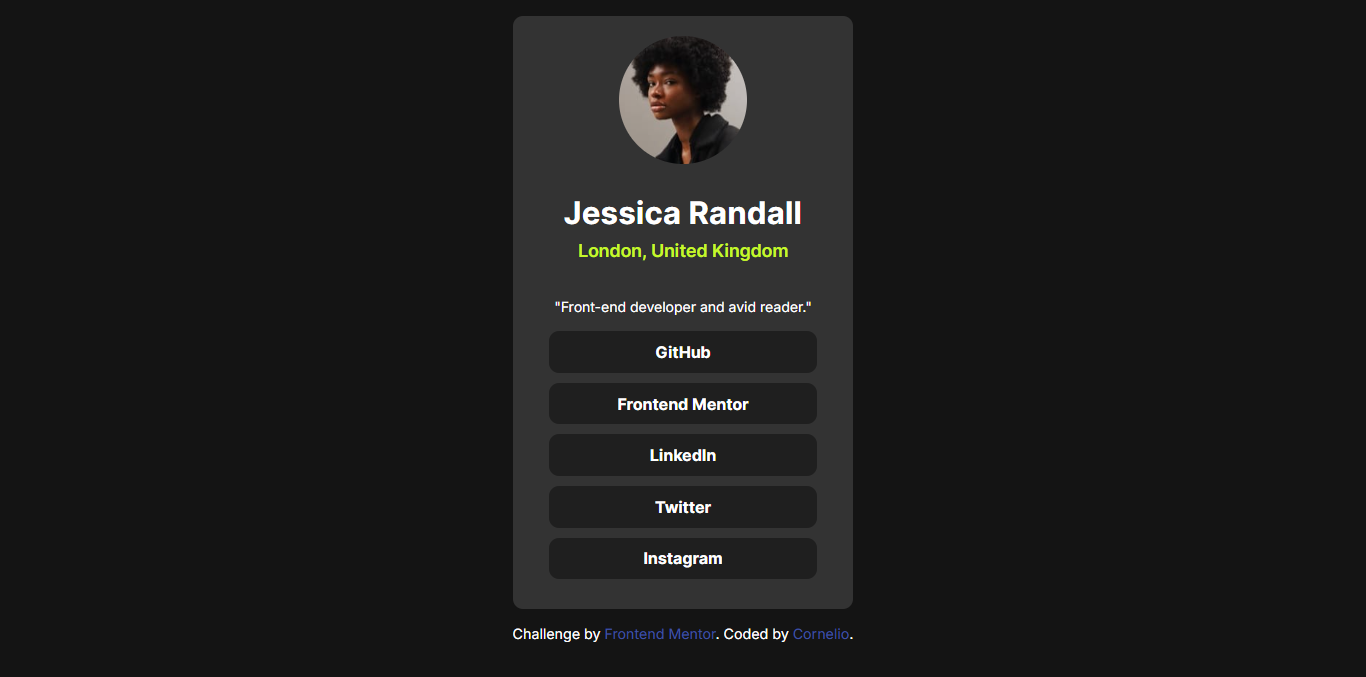 Jessica Randall
London, United Kingdom
"Front-end developer and avid reader."
GitHub
Frontend Mentor
LinkedIn
Twitter
Instagram
Challenge by Frontend Mentor. Coded by Cornelio.